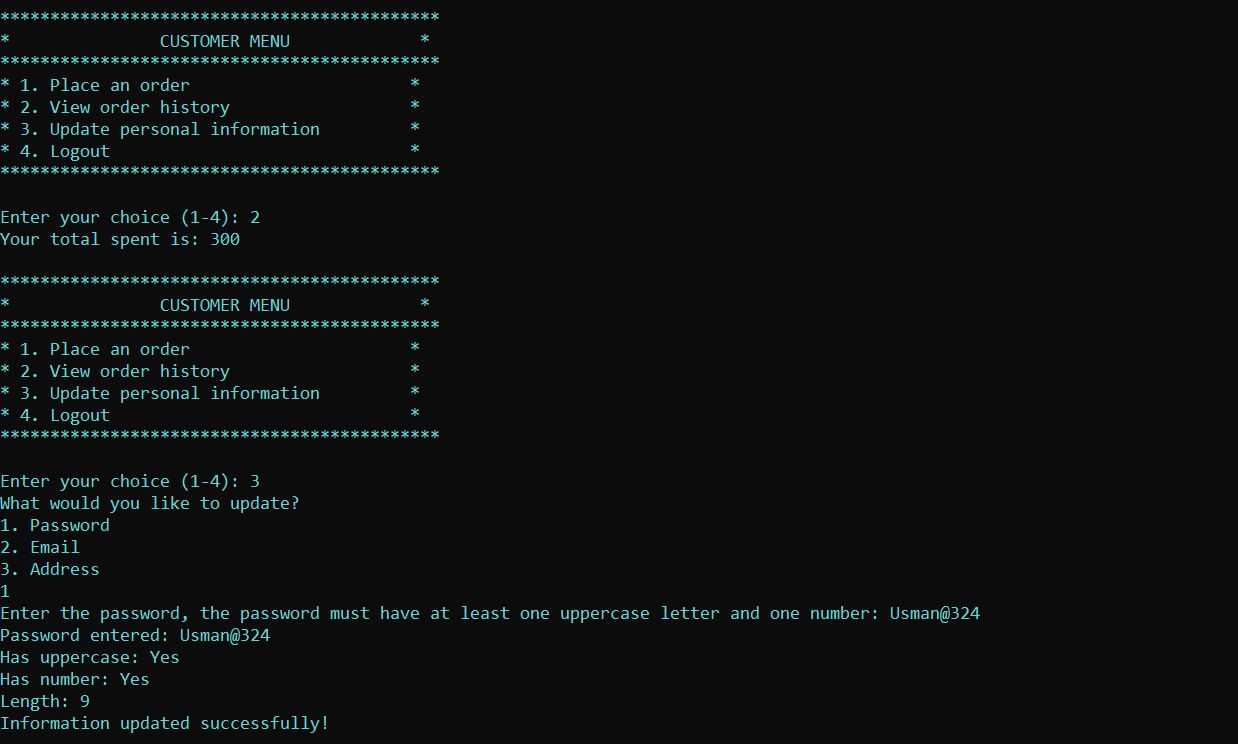 ********************************************
*               CUSTOMER MENU             *
********************************************
* 1. Place an order                      *
* 2. View order history                  *
* 3. Update personal information         *
* 4. Logout                              *
********************************************

Enter your choice (1-4): 2
Your total spent is: 300

********************************************
*               CUSTOMER MENU             *
********************************************
* 1. Place an order                      *
* 2. View order history                  *
* 3. Update personal information         *
* 4. Logout                              *
********************************************

Enter your choice (1-4): 3
What would you like to update?
1. Password
2. Email
3. Address
1
Enter the password, the password must have at least one uppercase letter and one number: Usman@324
Password entered: Usman@324
Has uppercase: Yes
Has number: Yes
Length: 9
Information updated successfully!